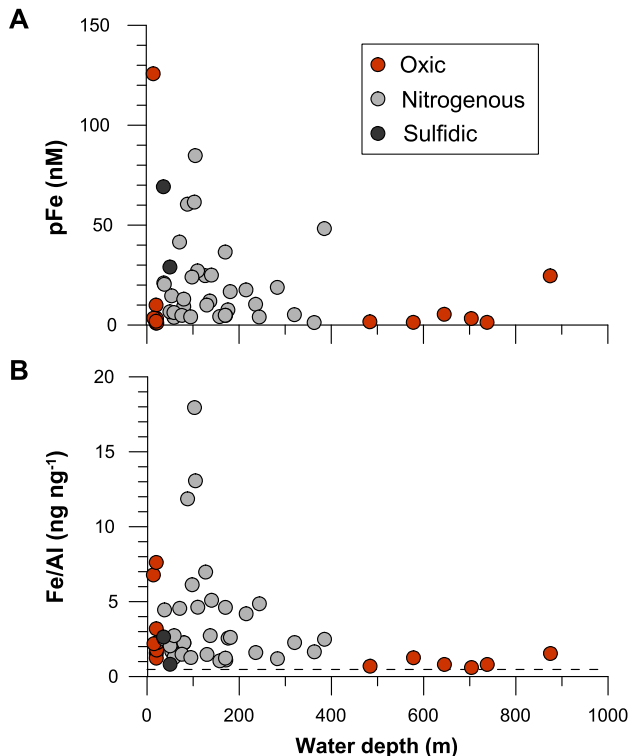 A
150
100
50
0
pFe (nM)
Oxic
Nitrogenous
Sulfidic
B
20
15
10
5
0
Fe/Al (ng ng⁻¹)
0 200 400 600 800 1000
Water depth (m)